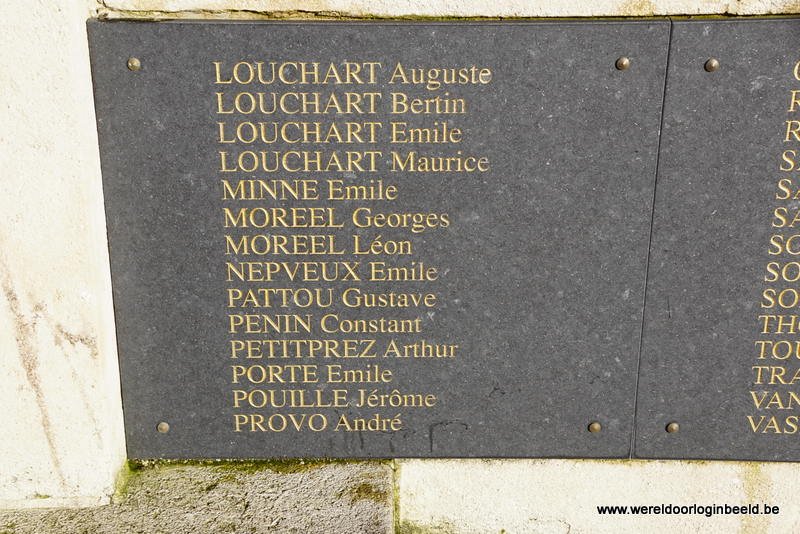 LOUCHART Auguste
LOUCHART Bertin
LOUCHART Emile
LOUCHART Maurice
MINNE Emile
MOREEL Georges
MOREEL Léon
NEPVEUX Emile
PATTOU Gustave
PENIN Constant
PETITPREZ Arthur
PORTE Emile
POUILLE Jérôme
PROVO André
www.wereldoorloginbeeld.be